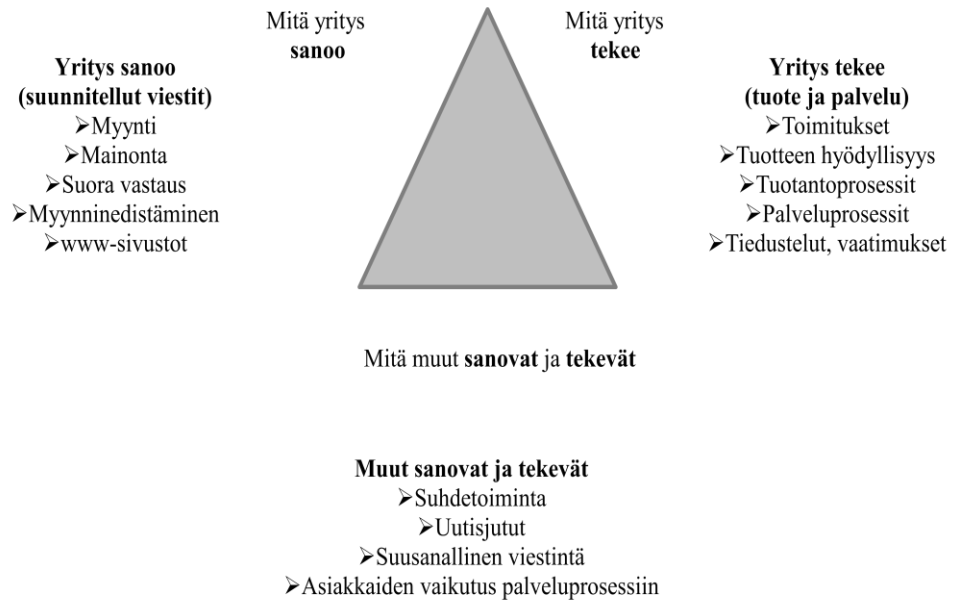 Mitä yritys
sanoo
Mitä yritys
tekee
Yritys sanoo
(suunnitellut viestit)
➢Myynti
➢Mainonta
➢Suora vastaus
➢Myynninedistäminen
➢www-sivustot
Yritys tekee
(tuote ja palvelu)
➢Toimitukset
➢Tuotteen hyödyllisyys
➢Tuotantoprosessit
➢Palveluprosessit
➢Tiedustelut, vaatimukset
Mitä muut sanovat ja tekevät
Muut sanovat ja tekevät
➢Suhdetoiminta
➢Uutisjutut
➢Suusanallinen viestintä
➢Asiakkaiden vaikutus palveluprosessiin